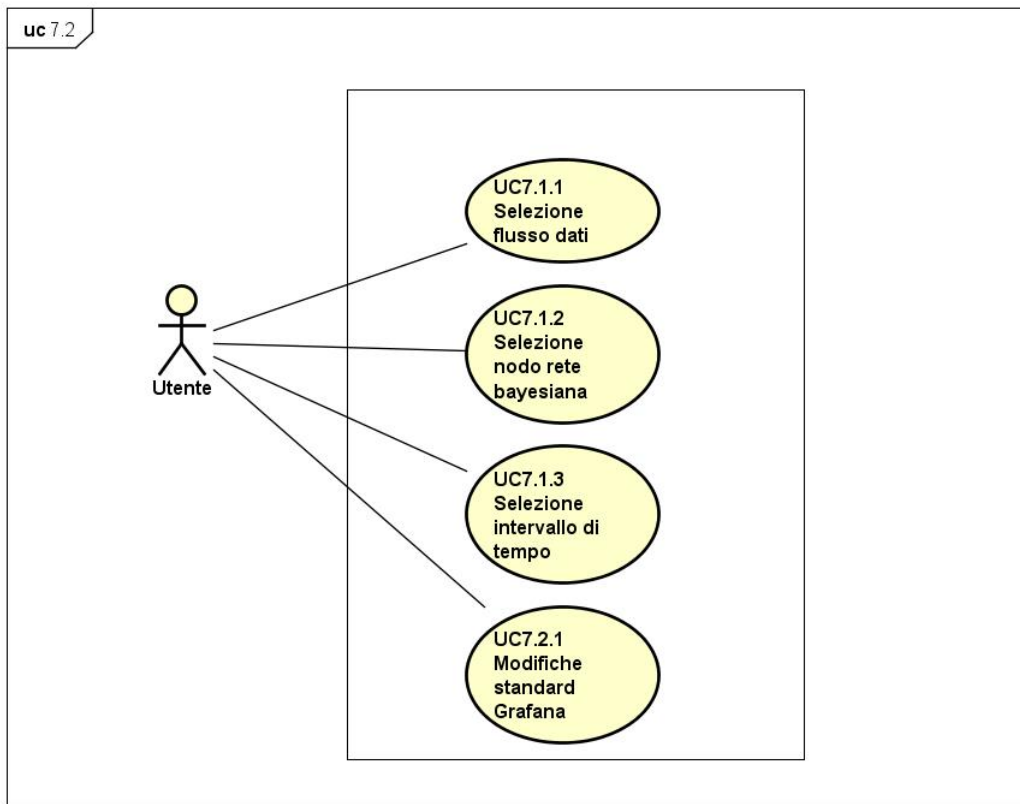 uc 7.2
UC7.1.1
Selezione
flusso dati
UC7.1.2
Selezione
nodo rete
bayesiana
Utente
UC7.1.3
Selezione
intervallo di
tempo
UC7.2.1
Modifiche
standard
Grafana